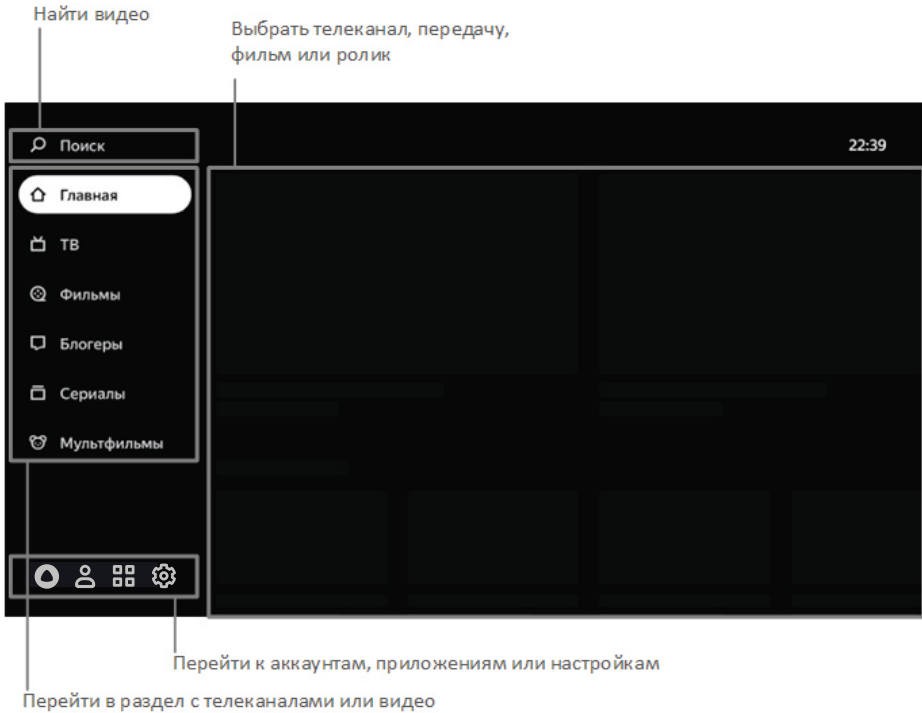 Найти видео
Выбрать телеканал, передачу,
фильм или ролик
Поиск
22:39
Главная
ТВ
Фильмы
Блогеры
Сериалы
Мультфильмы
Перейти к аккаунтам, приложениям или настройкам
Перейти в раздел с телеканалами или видео